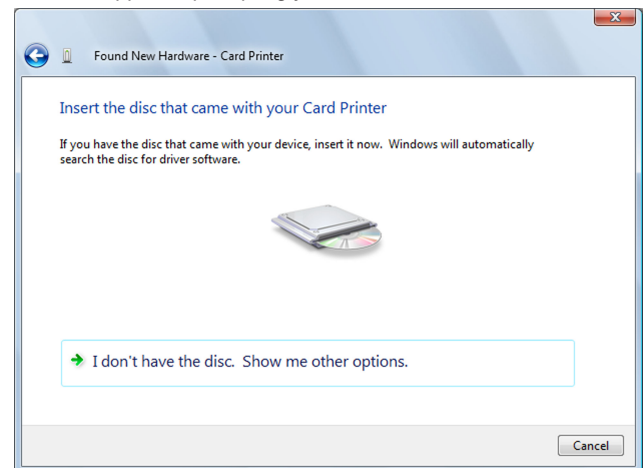 Found New Hardware - Card Printer
Insert the disc that came with your Card Printer
If you have the disc that came with your device, insert it now.  Windows will automatically
search the disc for driver software.
I don't have the disc.  Show me other options.
Cancel